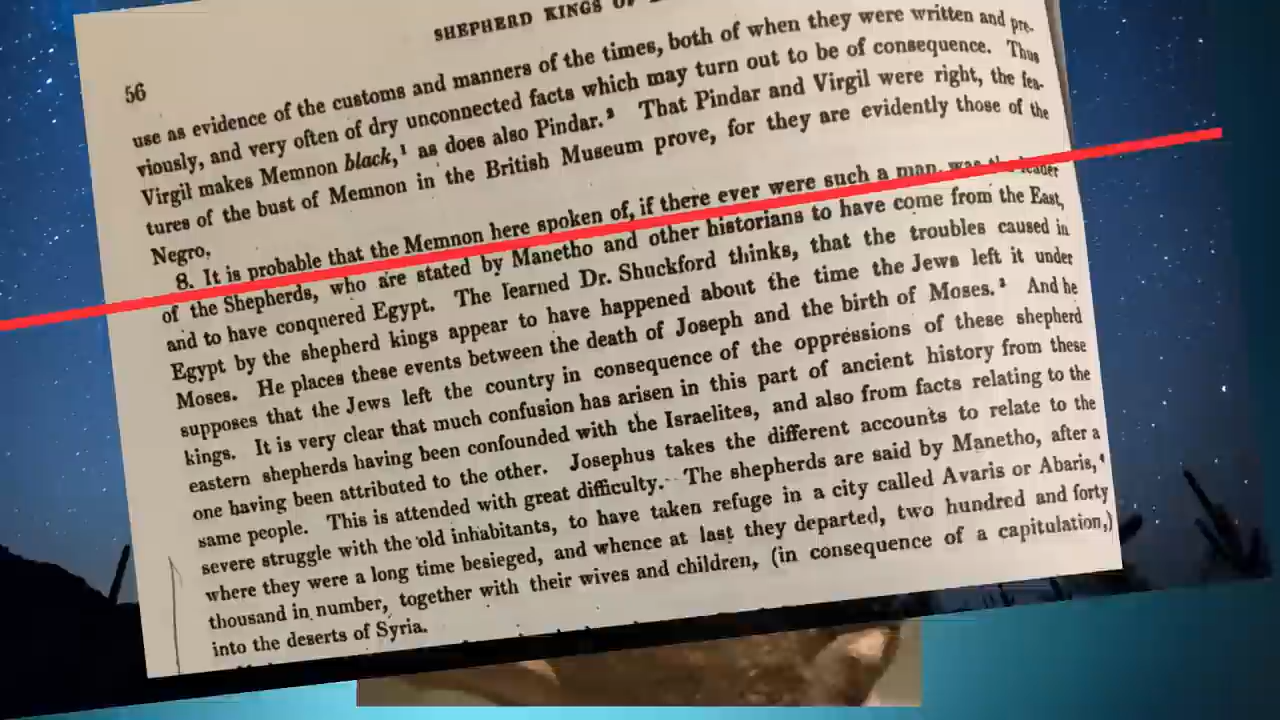 SHEPHERD KINGS OF
56
use as evidence of the customs and manners of the times, both of when they were written and pre-
viously, and very often of dry unconnected facts which may turn out to be of consequence. Thus
Virgil makes Memnon black,¹ as does also Pindar.² That Pindar and Virgil were right, the fea-
tures of the bust of Memnon in the British Museum prove, for they are evidently those of the
Negro,
8. It is probable that the Memnon here spoken of, if there ever were such a man, was the leader
of the Shepherds, who are stated by Manetho and other historians to have come from the East,
and to have conquered Egypt. The learned Dr. Shuckford thinks, that the troubles caused in
Egypt by the shepherd kings appear to have happened about the time the Jews left it under
Moses. He places these events between the death of Joseph and the birth of Moses.³ And he
supposes that the Jews left the country in consequence of the oppressions of these shepherd
kings. It is very clear that much confusion has arisen in this part of ancient history from these
eastern shepherds having been confounded with the Israelites, and also from facts relating to the
one having been attributed to the other. Josephus takes the different accounts to relate to the
same people. This is attended with great difficulty. The shepherds are said by Manetho, after a
severe struggle with the old inhabitants, to have taken refuge in a city called Avaris or Abaris,⁴
where they were a long time besieged, and whence at last they departed, two hundred and forty
thousand in number, together with their wives and children, (in consequence of a capitulation,)
into the deserts of Syria.